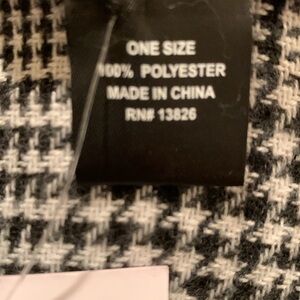 ONE SIZE
100% POLYESTER
MADE IN CHINA
RN# 13826